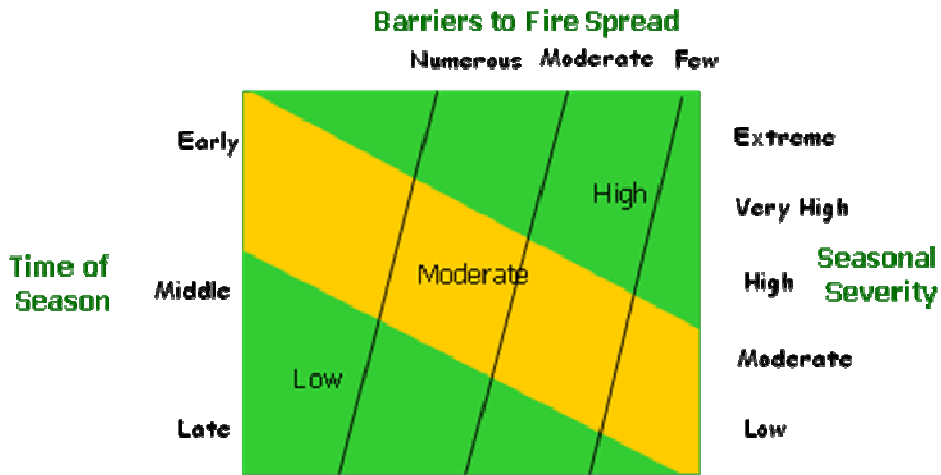 Barriers to Fire Spread
Numerous Moderate Few
Early
Extreme
High
Very High
Time of
Season
Moderate
Middle
High
Seasonal
Severity
Moderate
Low
Late
Low